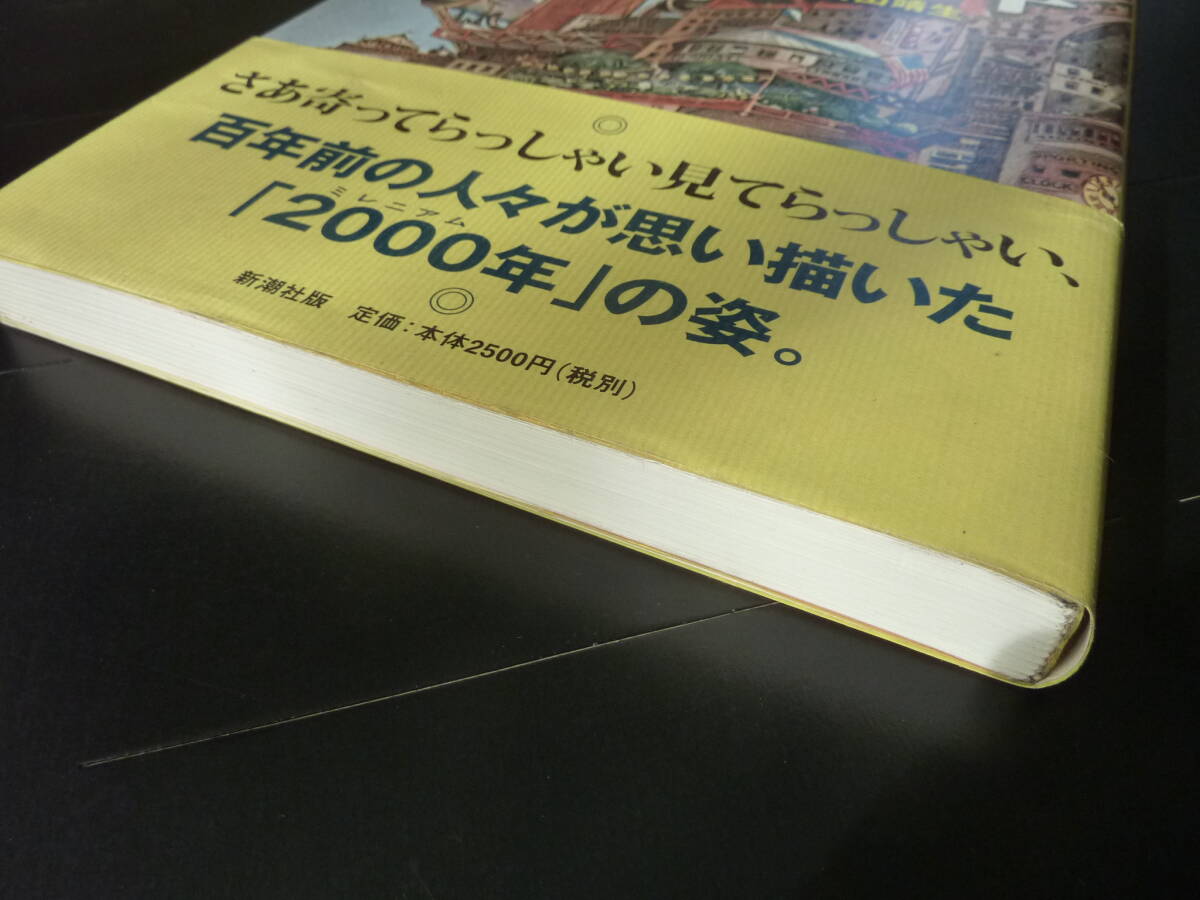 さあ寄ってらっしゃい見てらっしゃい、
百年前の人々が思い描いた
ミレニアム
「2000年」の姿。
新潮社版 定価：本体2500円（税別）
SPORTING
CLOCK